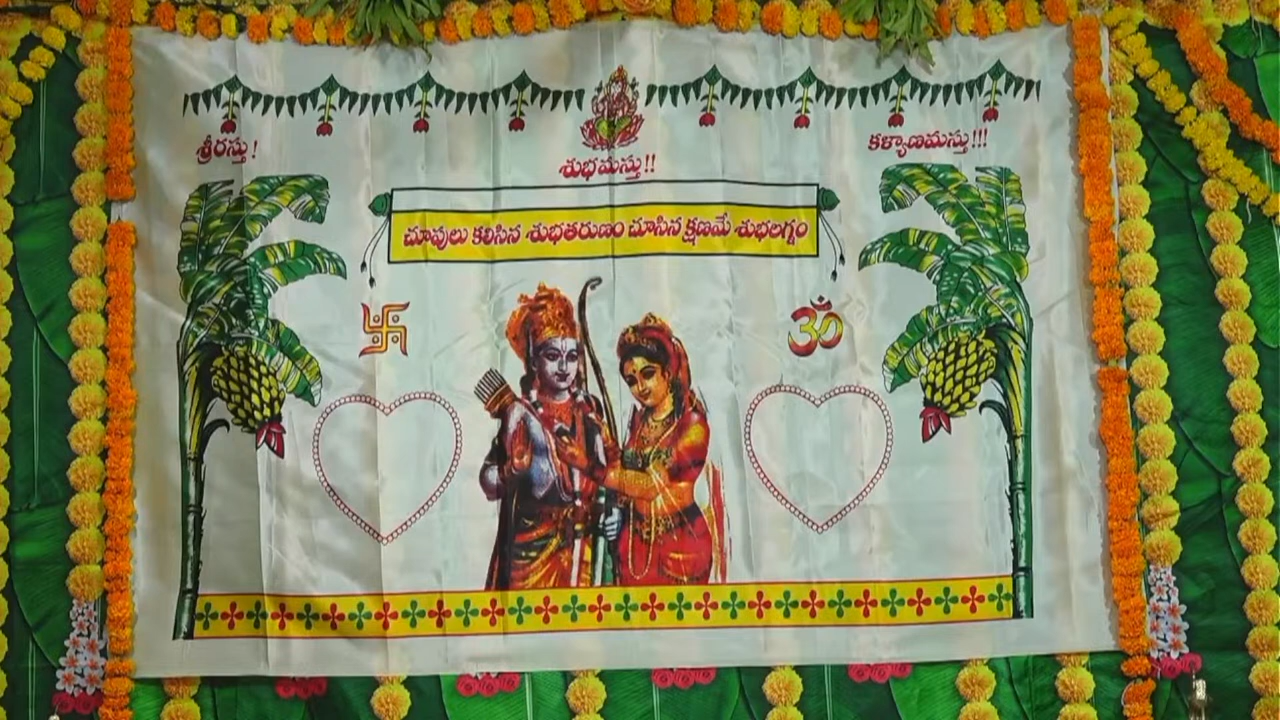 శ్రీరస్తు !
శుభమస్తు !!
కళ్యాణమస్తు !!!
చూపులు కలిసిన శుభతరుణం చూసిన క్షణమే శుభలగ్నం
ॐ